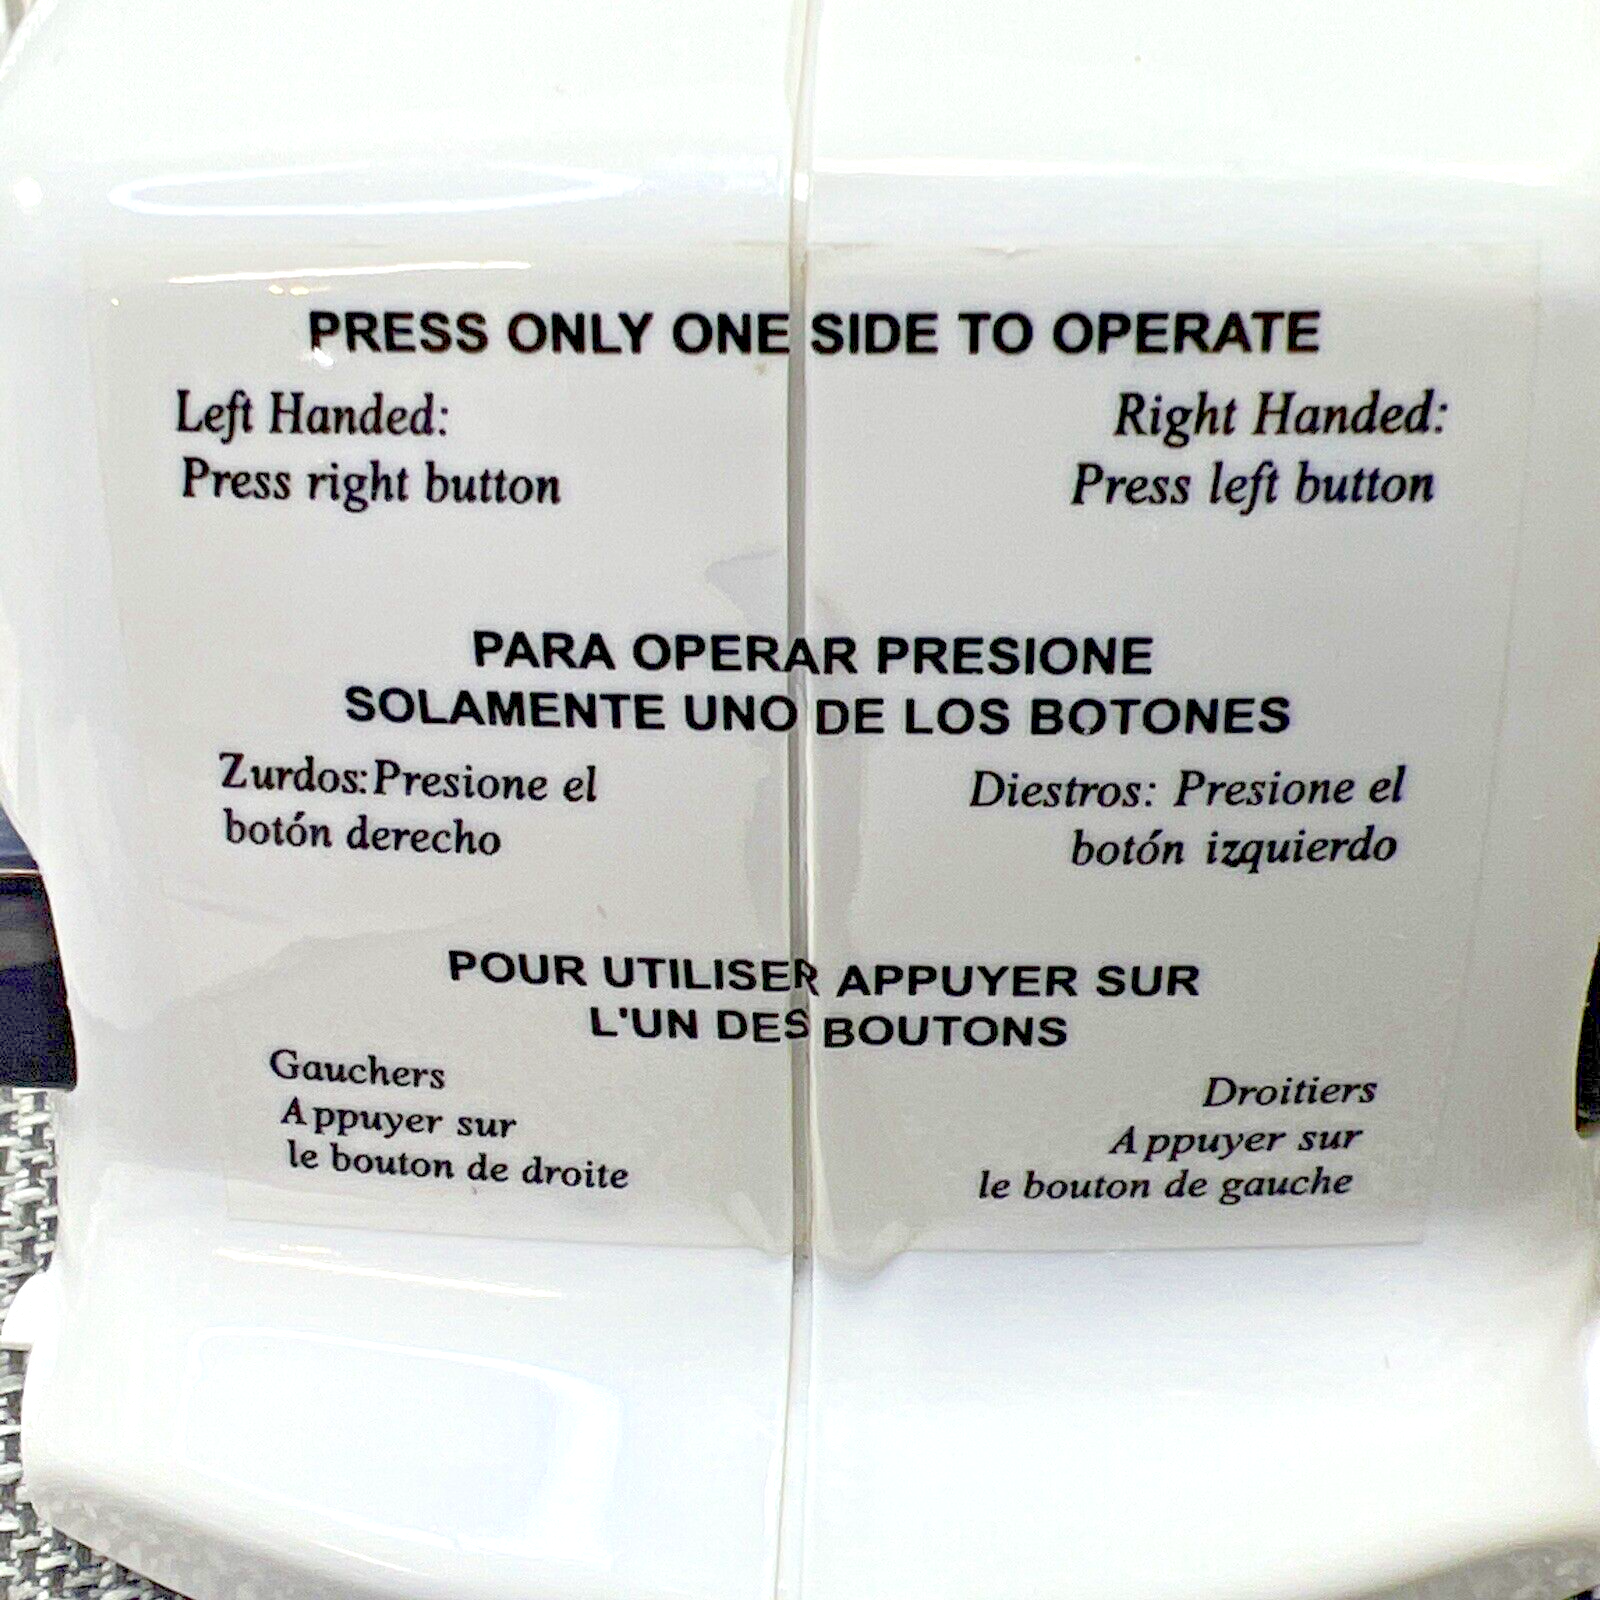 PRESS ONLY ONE SIDE TO OPERATE
Left Handed:
Press right button
Right Handed:
Press left button
PARA OPERAR PRESIONE
SOLAMENTE UNO DE LOS BOTONES
Zurdos:Presione el
botón derecho
Diestros: Presione el
botón izquierdo
POUR UTILISER APPUYER SUR
L'UN DES BOUTONS
Gauchers
Appuyer sur
le bouton de droite
Droitiers
Appuyer sur
le bouton de gauche